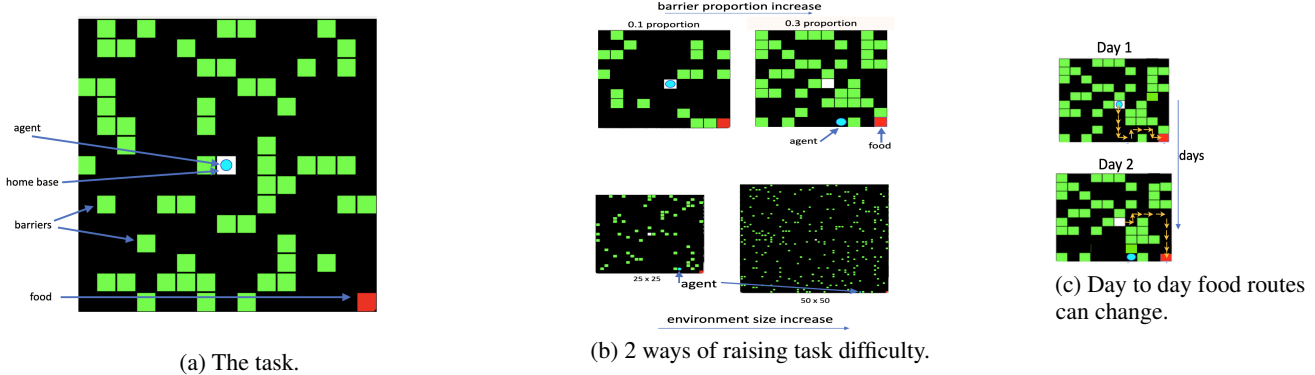 agent
home base
barriers
food
(a) The task.
barrier proportion increase
0.1 proportion
0.3 proportion
agent
food
25 x 25
agent
50 x 50
environment size increase
(b) 2 ways of raising task difficulty.
Day 1
days
Day 2
(c) Day to day food routes
can change.